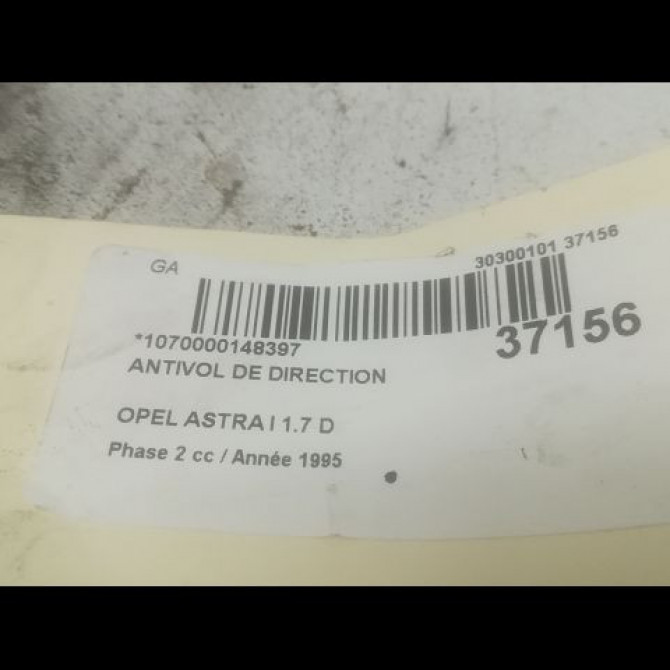 GA
30300101 37156
*1070000148397
37156
ANTIVOL DE DIRECTION
OPEL ASTRA I 1.7 D
Phase 2 cc / Année 1995